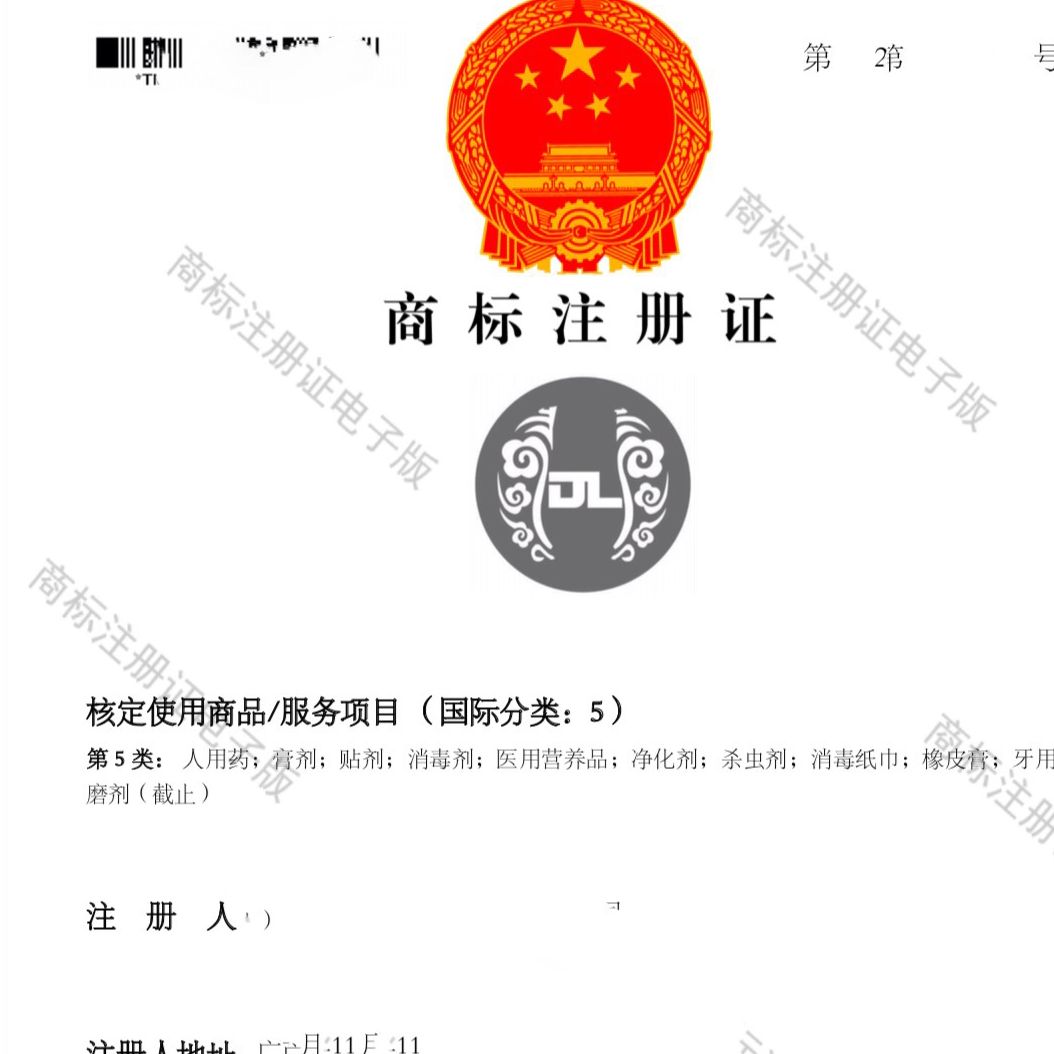 第 2第 号
商标注册证
DL
核定使用商品/服务项目（国际分类：5）
第 5 类： 人用药；膏剂；贴剂；消毒剂；医用营养品；净化剂；杀虫剂；消毒纸巾；橡皮膏；牙用
磨剂（截止）
注 册 人
注册人地址
商标注册证电子版
商标注册证电子版
商标注册证电子版
商标注册